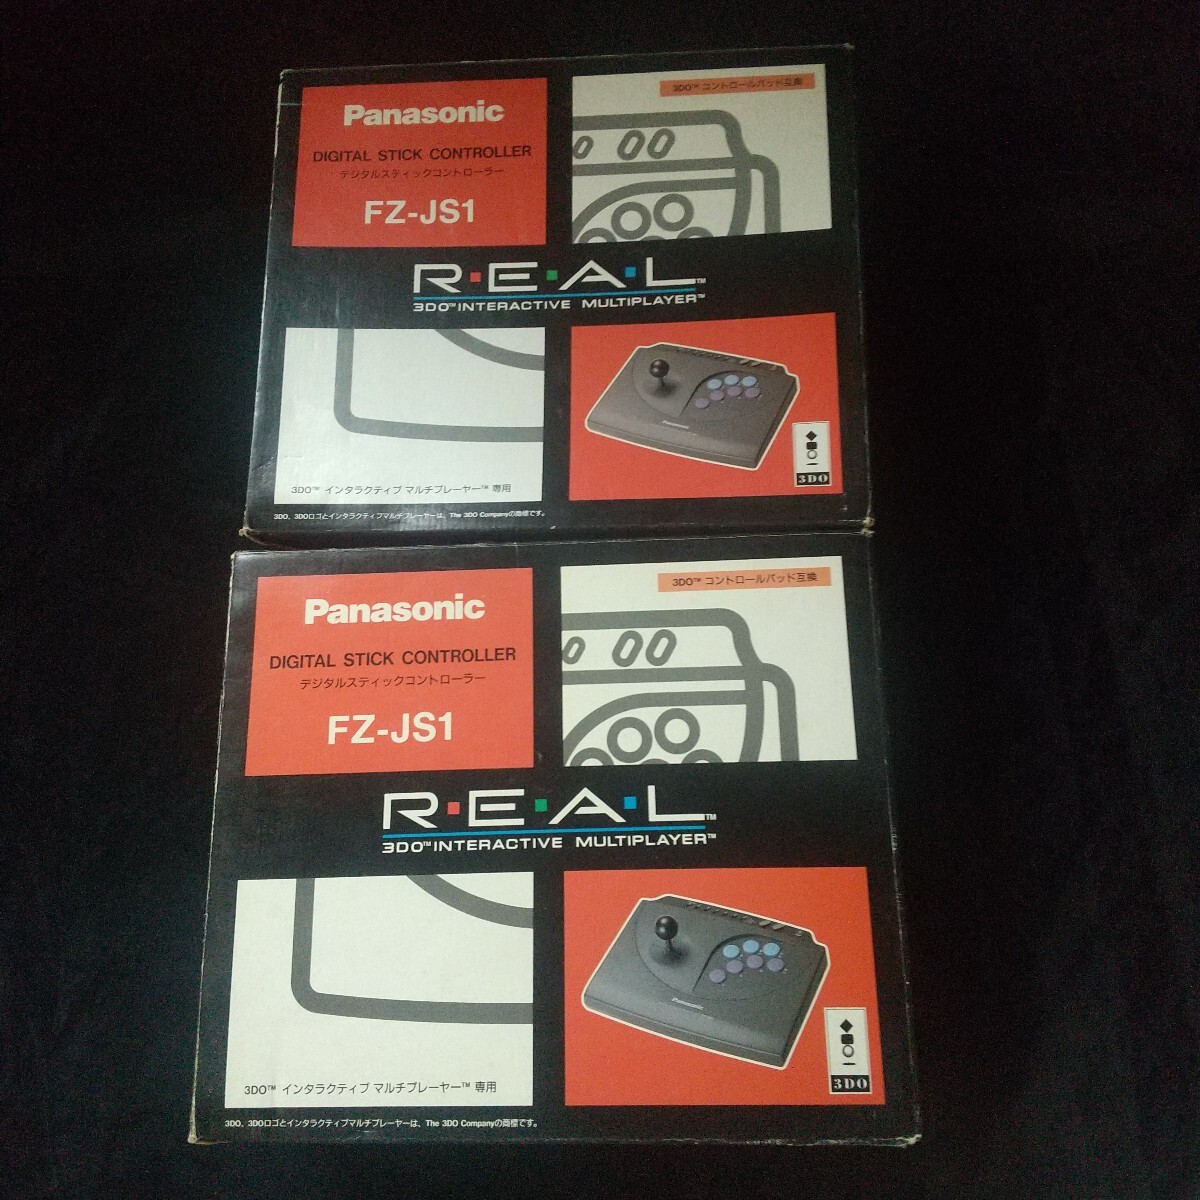 Panasonic
DIGITAL STICK CONTROLLER
デジタルスティックコントローラー
FZ-JS1
3DO™ コントロールパッド互換
R·E·A·L™
3DO™ INTERACTIVE MULTIPLAYER™
Panasonic
3DO
3DO™ インタラクティブ マルチプレーヤー™ 専用
3DO、3DOロゴとインタラクティブマルチプレーヤーは、The 3DO Companyの商標です。
Panasonic
DIGITAL STICK CONTROLLER
デジタルスティックコントローラー
FZ-JS1
3DO™ コントロールパッド互換
R·E·A·L™
3DO™ INTERACTIVE MULTIPLAYER™
Panasonic
3DO
3DO™ インタラクティブ マルチプレーヤー™ 専用
3DO、3DOロゴとインタラクティブマルチプレーヤーは、The 3DO Companyの商標です。